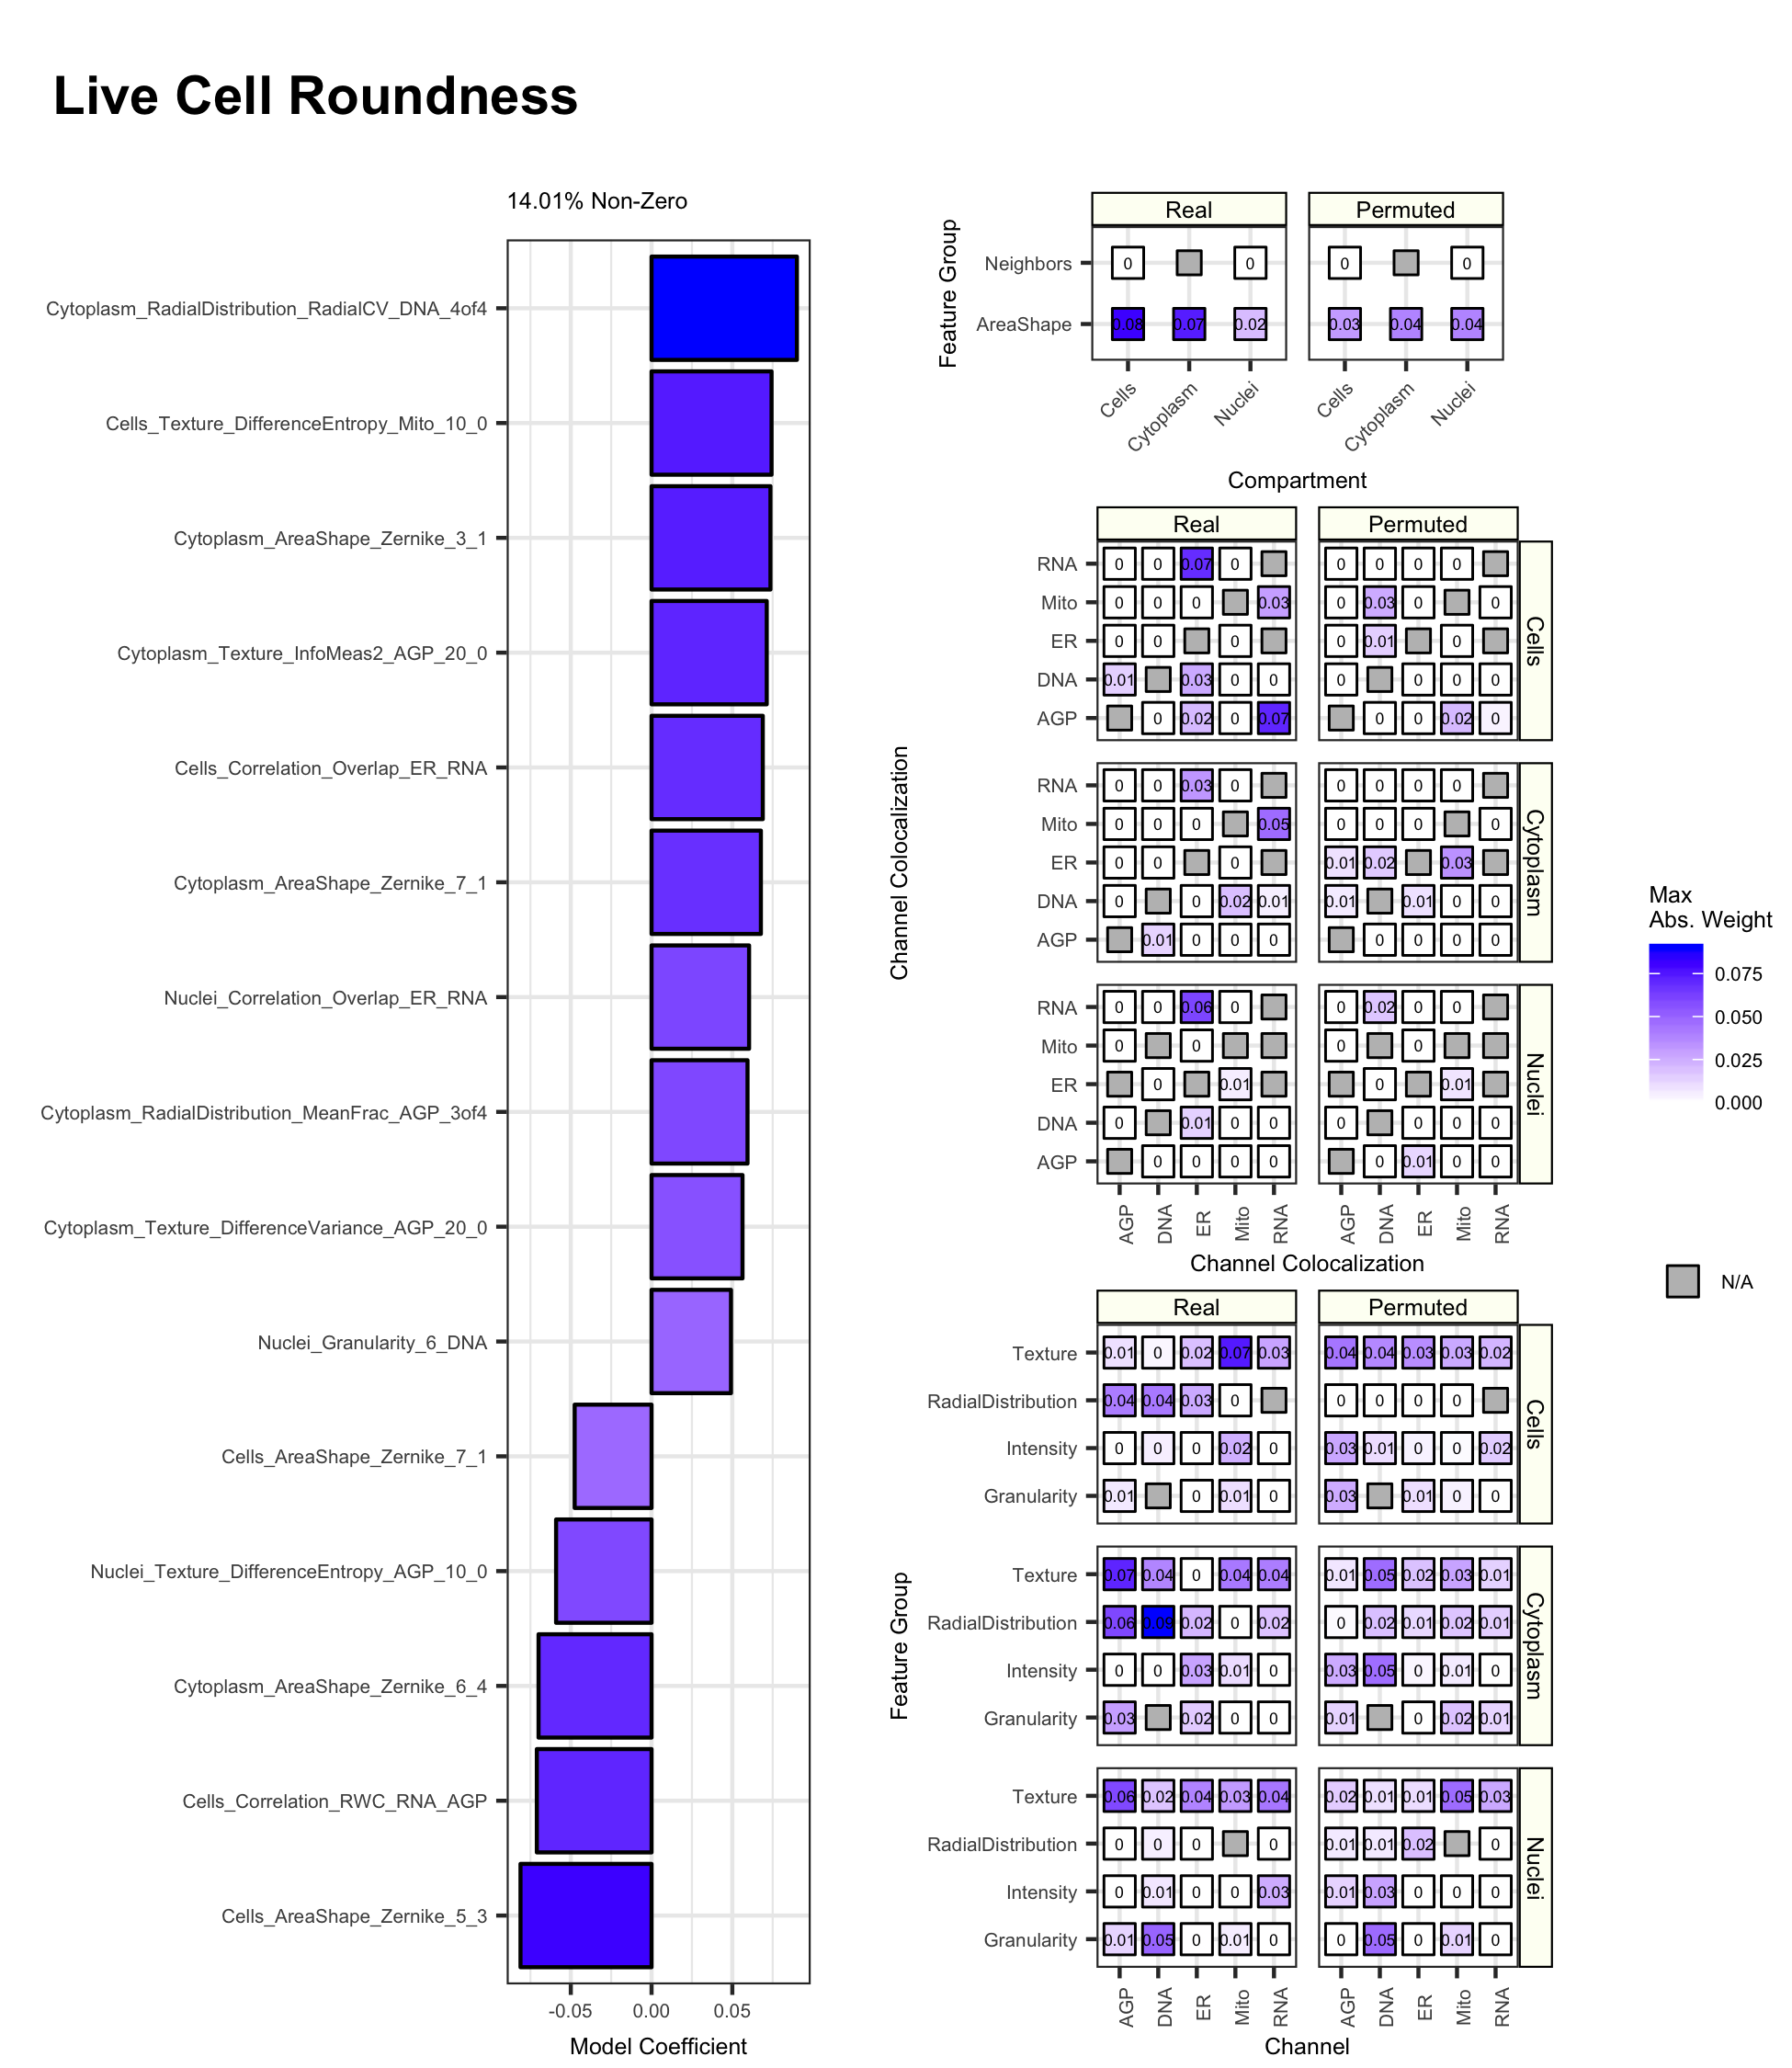 Live Cell Roundness
14.01% Non-Zero
Cytoplasm_RadialDistribution_RadialCV_DNA_4of4
Cells_Texture_DifferenceEntropy_Mito_10_0
Cytoplasm_AreaShape_Zernike_3_1
Cytoplasm_Texture_InfoMeas2_AGP_20_0
Cells_Correlation_Overlap_ER_RNA
Cytoplasm_AreaShape_Zernike_7_1
Nuclei_Correlation_Overlap_ER_RNA
Cytoplasm_RadialDistribution_MeanFrac_AGP_3of4
Cytoplasm_Texture_DifferenceVariance_AGP_20_0
Nuclei_Granularity_6_DNA
Cells_AreaShape_Zernike_7_1
Nuclei_Texture_DifferenceEntropy_AGP_10_0
Cytoplasm_AreaShape_Zernike_6_4
Cells_Correlation_RWC_RNA_AGP
Cells_AreaShape_Zernike_5_3
-0.05 0.00 0.05
Model Coefficient
Real Permuted
Feature Group
Neighbors 0 0 0 0
AreaShape 0.08 0.07 0.02 0.03 0.04 0.04
Cells Cytoplasm Nuclei Cells Cytoplasm Nuclei
Compartment
Real Permuted
Channel Colocalization
RNA 0 0 0.07 0 0 0 0 0
Mito 0 0 0 0.03 0 0.03 0 0
ER 0 0 0 0 0.01 0
DNA 0.01 0.03 0 0 0 0 0 0
AGP 0 0.02 0 0.07 0 0 0.02 0
Cells
RNA 0 0 0.03 0 0 0 0 0
Mito 0 0 0 0.05 0 0 0 0
ER 0 0 0 0.01 0.02 0.03
DNA 0 0 0.02 0.01 0.01 0.01 0 0
AGP 0.01 0 0 0 0 0 0 0
Cytoplasm
RNA 0 0 0.06 0 0 0.02 0 0
Mito 0 0 0 0
ER 0 0.01 0 0.01
DNA 0 0.01 0 0 0 0 0 0
AGP 0 0 0 0 0 0.01 0 0
Nuclei
AGP DNA ER Mito RNA AGP DNA ER Mito RNA
Channel Colocalization
Real Permuted
Feature Group
Texture 0.01 0 0.02 0.07 0.03 0.04 0.04 0.03 0.03 0.02
RadialDistribution 0.04 0.04 0.03 0 0 0 0 0
Intensity 0 0 0 0.02 0 0.03 0.01 0 0 0.02
Granularity 0.01 0 0.01 0 0.03 0.01 0 0
Cells
Texture 0.07 0.04 0 0.04 0.04 0.01 0.05 0.02 0.03 0.01
RadialDistribution 0.06 0.09 0.02 0 0.02 0 0.02 0.01 0.02 0.01
Intensity 0 0 0.03 0.01 0 0.03 0.05 0 0.01 0
Granularity 0.03 0.02 0 0 0.01 0 0.02 0.01
Cytoplasm
Texture 0.06 0.02 0.04 0.03 0.04 0.02 0.01 0.01 0.05 0.03
RadialDistribution 0 0 0 0 0.01 0.01 0.02 0
Intensity 0 0.01 0 0 0.03 0.01 0.03 0 0 0
Granularity 0.01 0.05 0 0.01 0 0 0.05 0 0.01 0
Nuclei
AGP DNA ER Mito RNA AGP DNA ER Mito RNA
Channel
Max
Abs. Weight
0.075
0.050
0.025
0.000
N/A